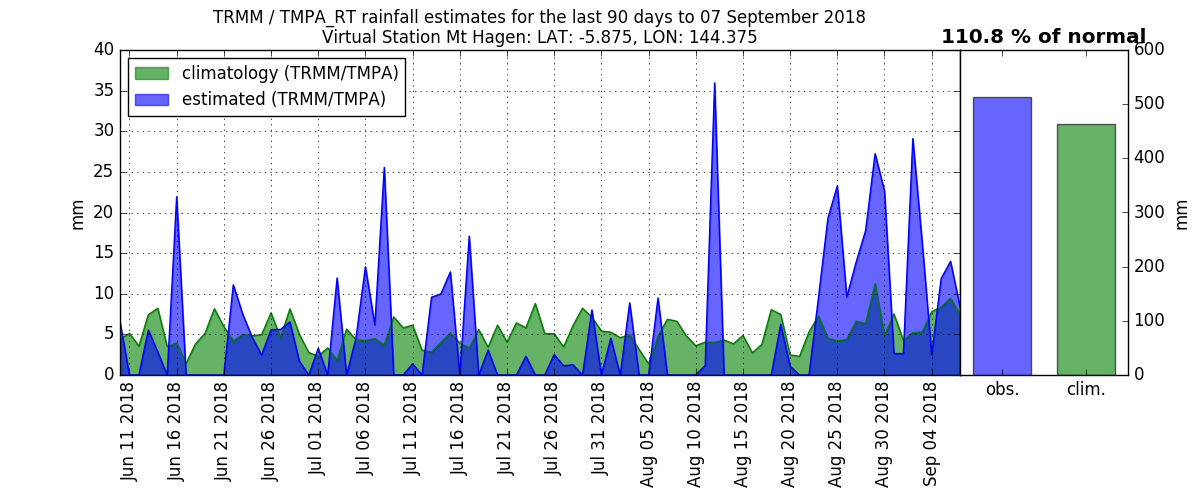 TRMM / TMPA_RT rainfall estimates for the last 90 days to 07 September 2018
Virtual Station Mt Hagen: LAT: -5.875, LON: 144.375
110.8 % of normal
climatology (TRMM/TMPA)
estimated (TRMM/TMPA)
40
35
30
25
20
15
10
5
0
mm
600
500
400
300
200
100
0
mm
Jun 11 2018
Jun 16 2018
Jun 21 2018
Jun 26 2018
Jul 01 2018
Jul 06 2018
Jul 11 2018
Jul 16 2018
Jul 21 2018
Jul 26 2018
Jul 31 2018
Aug 05 2018
Aug 10 2018
Aug 15 2018
Aug 20 2018
Aug 25 2018
Aug 30 2018
Sep 04 2018
obs.
clim.